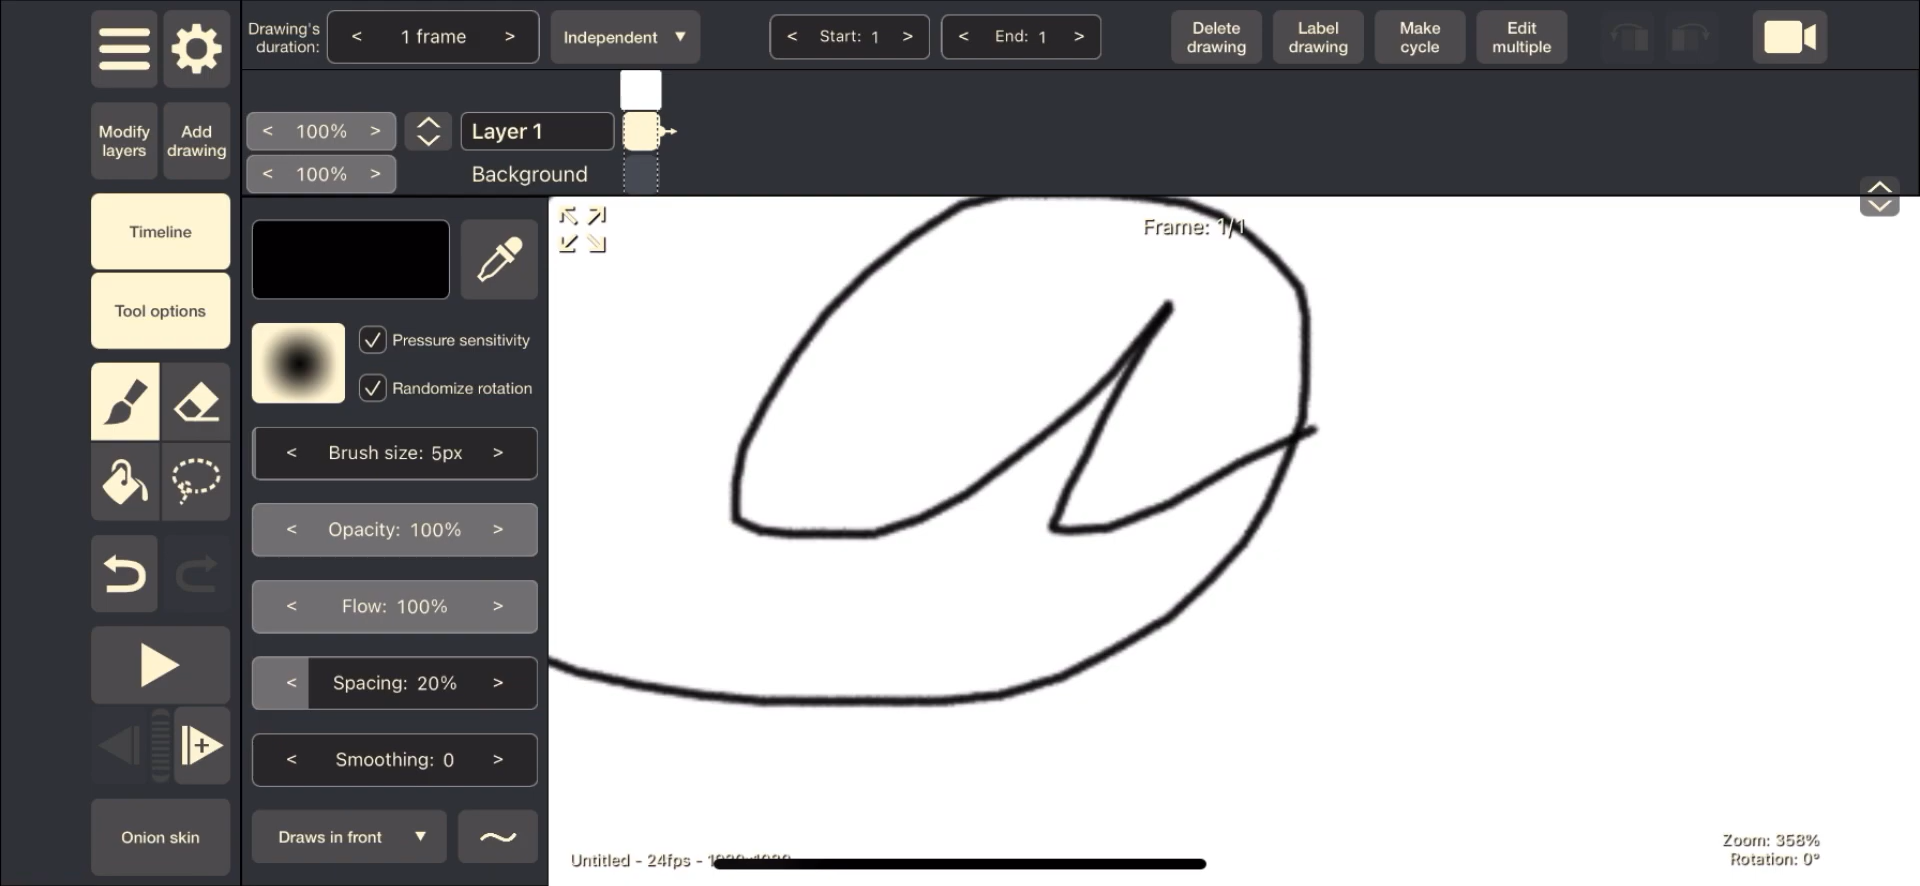 Drawing's duration:
< 1 frame >
Independent ▼
< Start: 1 >
< End: 1 >
Delete drawing
Label drawing
Make cycle
Edit multiple
Modify layers
Add drawing
< 100% >
Layer 1
< 100% >
Background
Timeline
Tool options
Frame: 1/1
Pressure sensitivity
Randomize rotation
< Brush size: 5px >
< Opacity: 100% >
< Flow: 100% >
< Spacing: 20% >
< Smoothing: 0 >
Onion skin
Draws in front ▼
Untitled - 24fps -
Zoom: 358%
Rotation: 0°